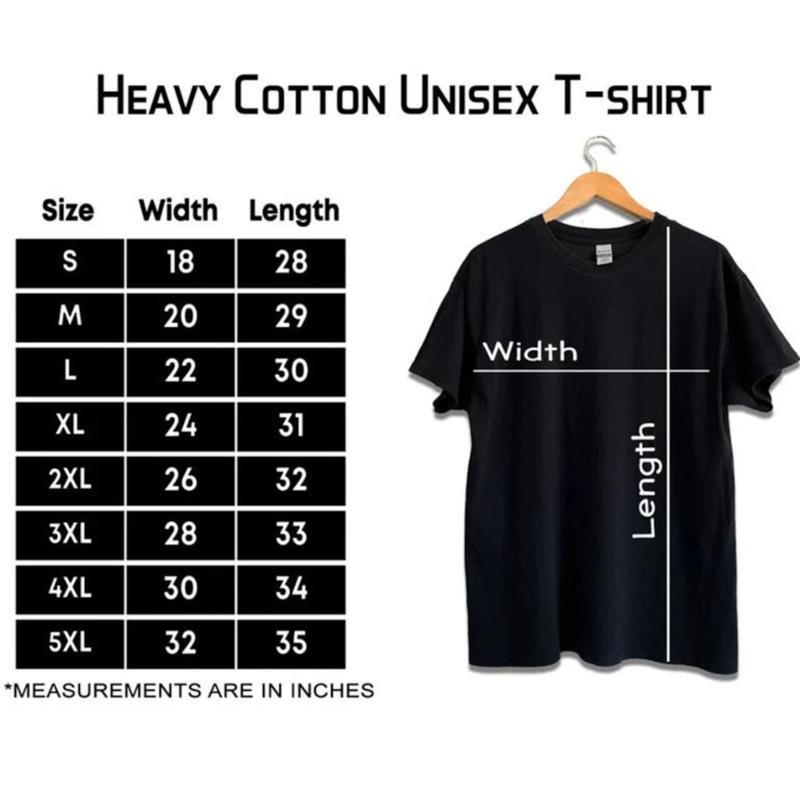 HEAVY COTTON UNISEX T-SHIRT
Size Width Length
S 18 28
M 20 29
L 22 30
XL 24 31
2XL 26 32
3XL 28 33
4XL 30 34
5XL 32 35
*MEASUREMENTS ARE IN INCHES
Width
Length